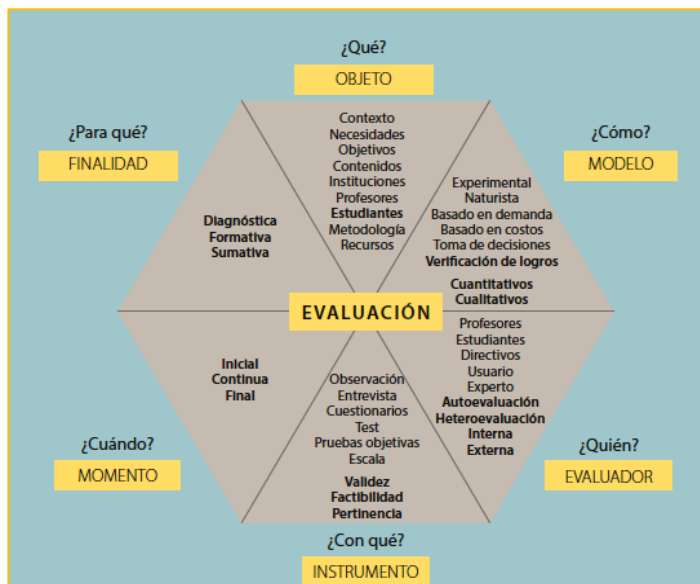 ¿Qué?
OBJETO
Contexto
Necesidades
Objetivos
Contenidos
Instituciones
Profesores
Estudiantes
Metodología
Recursos
¿Cómo?
MODELO
Experimental
Naturista
Basado en demanda
Basado en costos
Toma de decisiones
Verificación de logros
Cuantitativos
Cualitativos
¿Para qué?
FINALIDAD
Diagnóstica
Formativa
Sumativa
EVALUACIÓN
Profesores
Estudiantes
Directivos
Usuario
Experto
Autoevaluación
Heteroevaluación
Interna
Externa
¿Quién?
EVALUADOR
Inicial
Continua
Final
¿Cuándo?
MOMENTO
Observación
Entrevista
Cuestionarios
Test
Pruebas objetivas
Escala
Validez
Factibilidad
Pertinencia
¿Con qué?
INSTRUMENTO